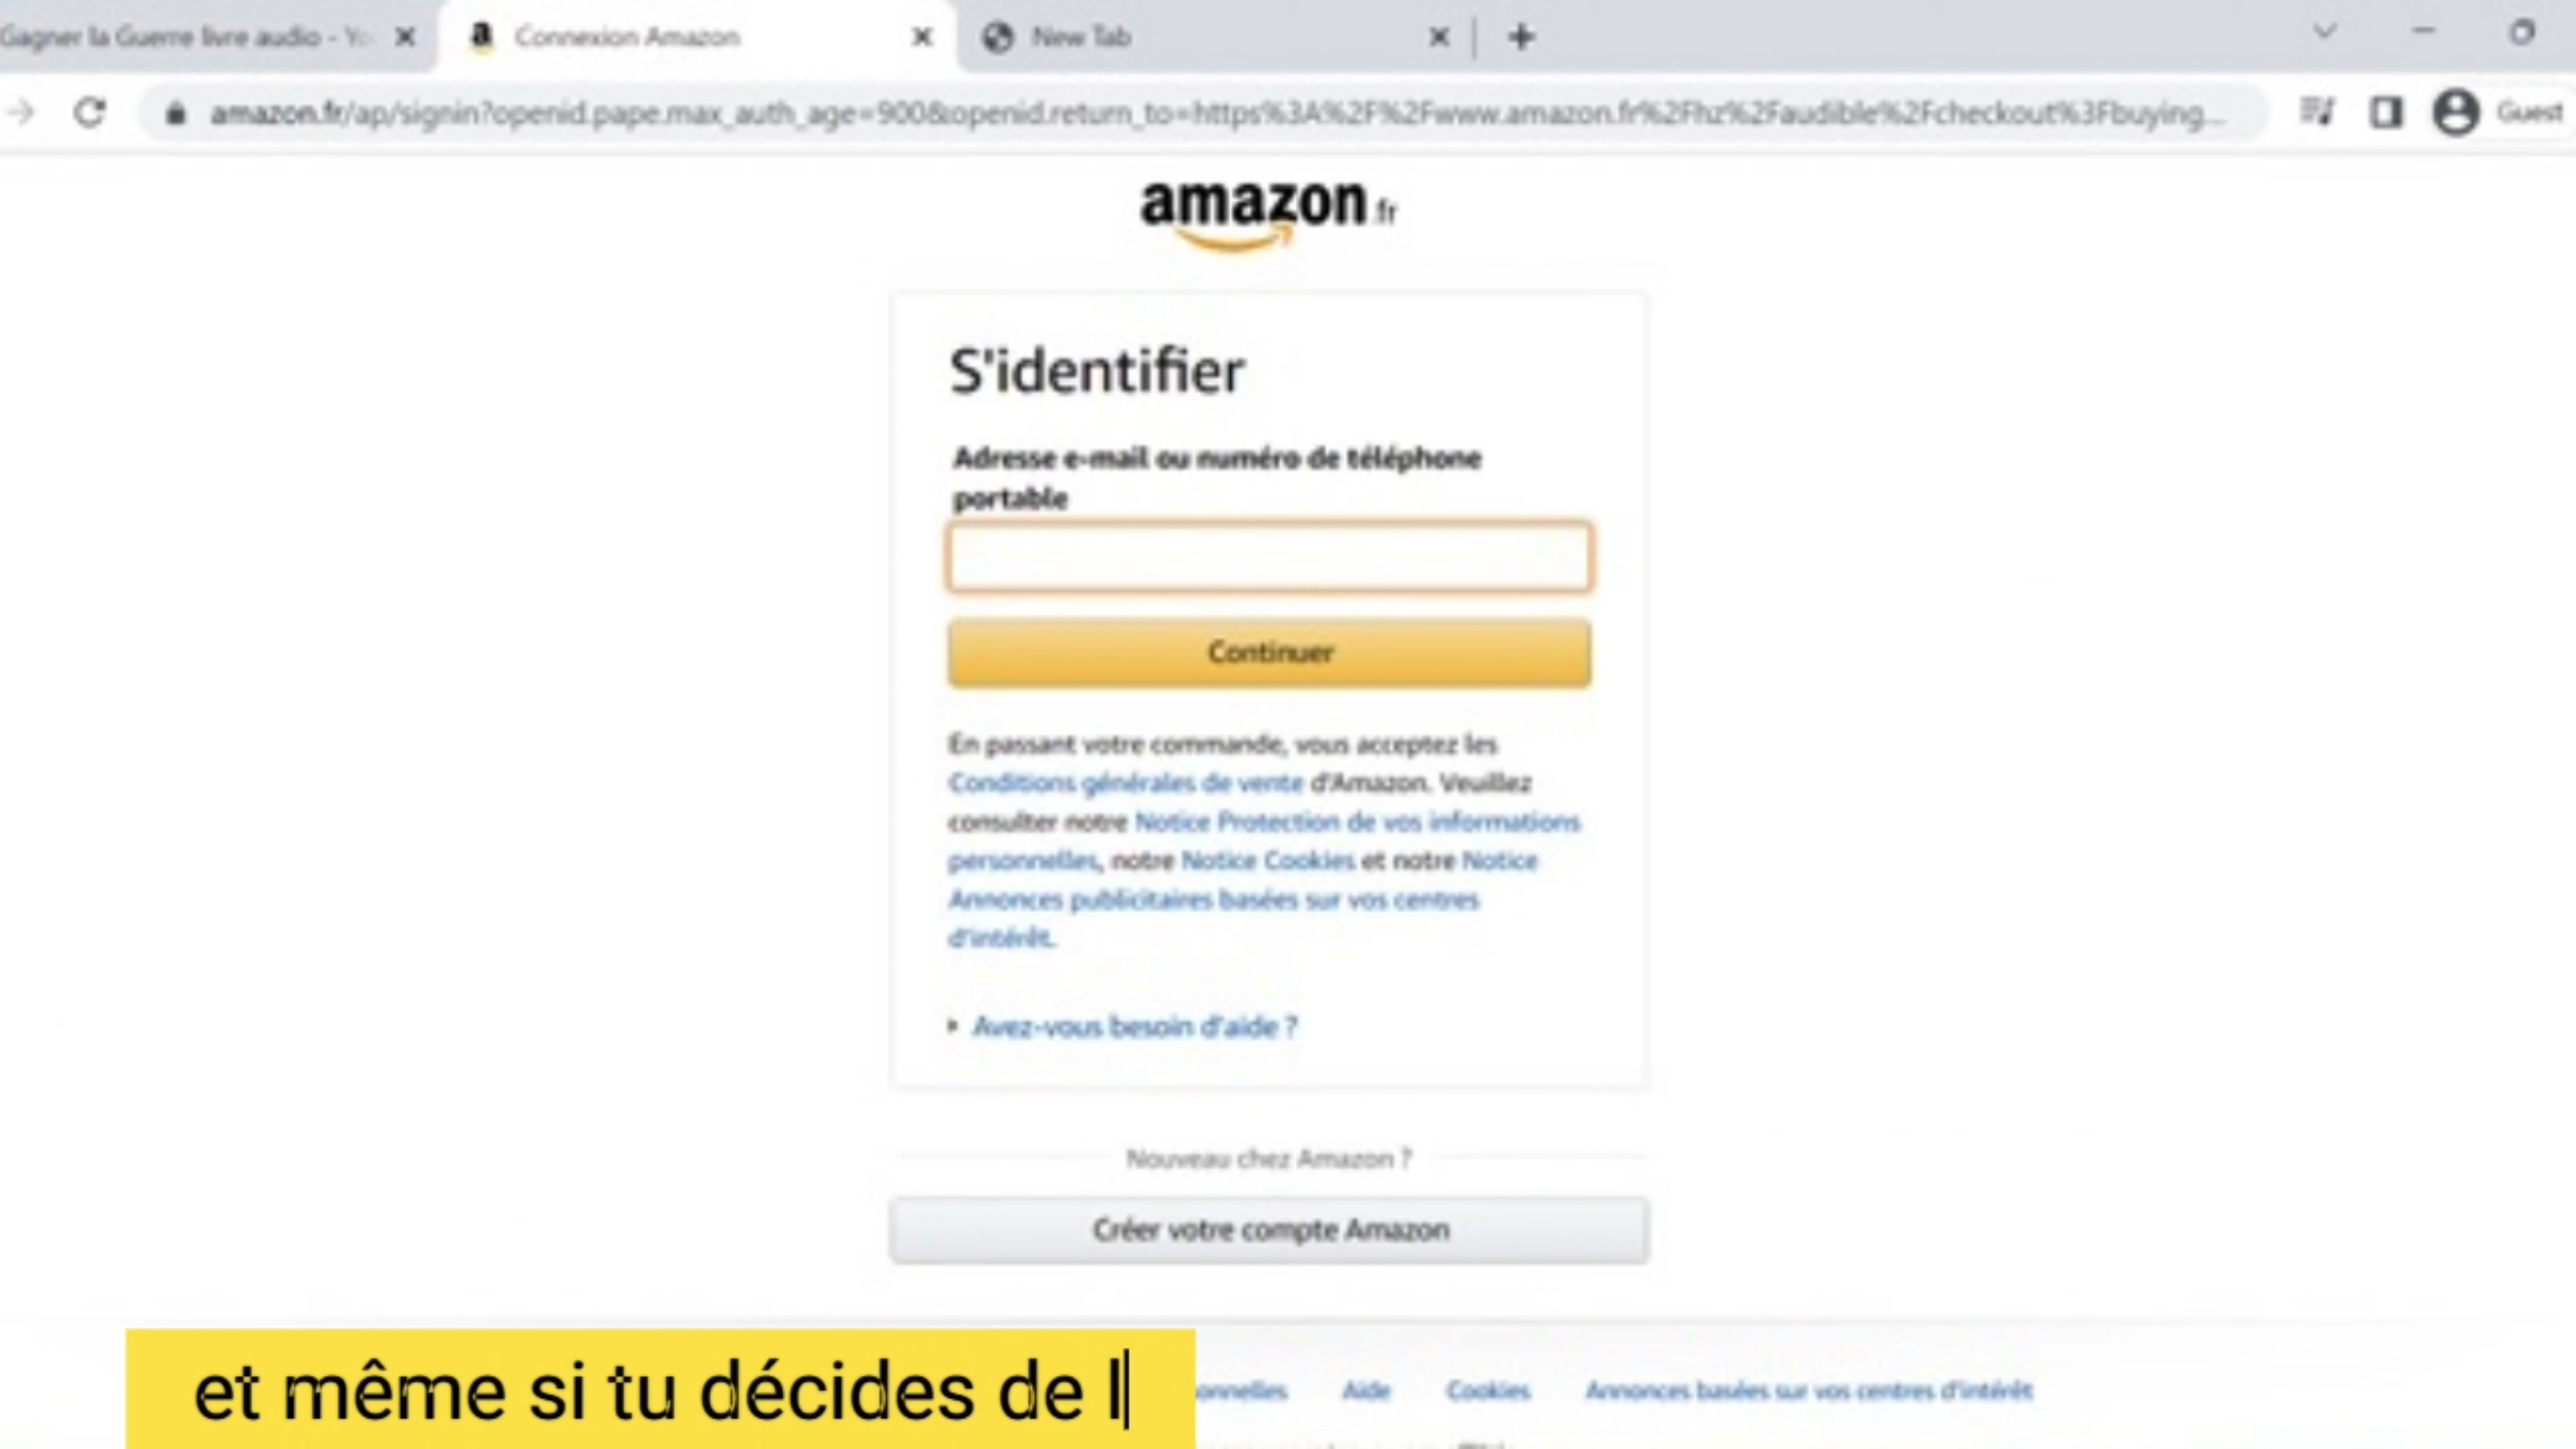 Gagner la Guerre livre audio - Yo
Connexion Amazon
New Tab
amazon.fr/ap/signin?openid.pape.max_auth_age=900&openid.return_to=https%3A%2F%2Fwww.amazon.fr%2Fhz%2Faudible%2Fcheckout%3Fbuying...
Guest
amazon.fr
S'identifier
Adresse e-mail ou numéro de téléphone
portable
Continuer
En passant votre commande, vous acceptez les
Conditions générales de vente d'Amazon. Veuillez
consulter notre Notice Protection de vos informations
personnelles, notre Notice Cookies et notre Notice
Annonces publicitaires basées sur vos centres
d'intérêt.
Avez-vous besoin d'aide ?
Nouveau chez Amazon ?
Créer votre compte Amazon
et même si tu décides de l
onnelles Aide Cookies Annonces basées sur vos centres d'intérêt